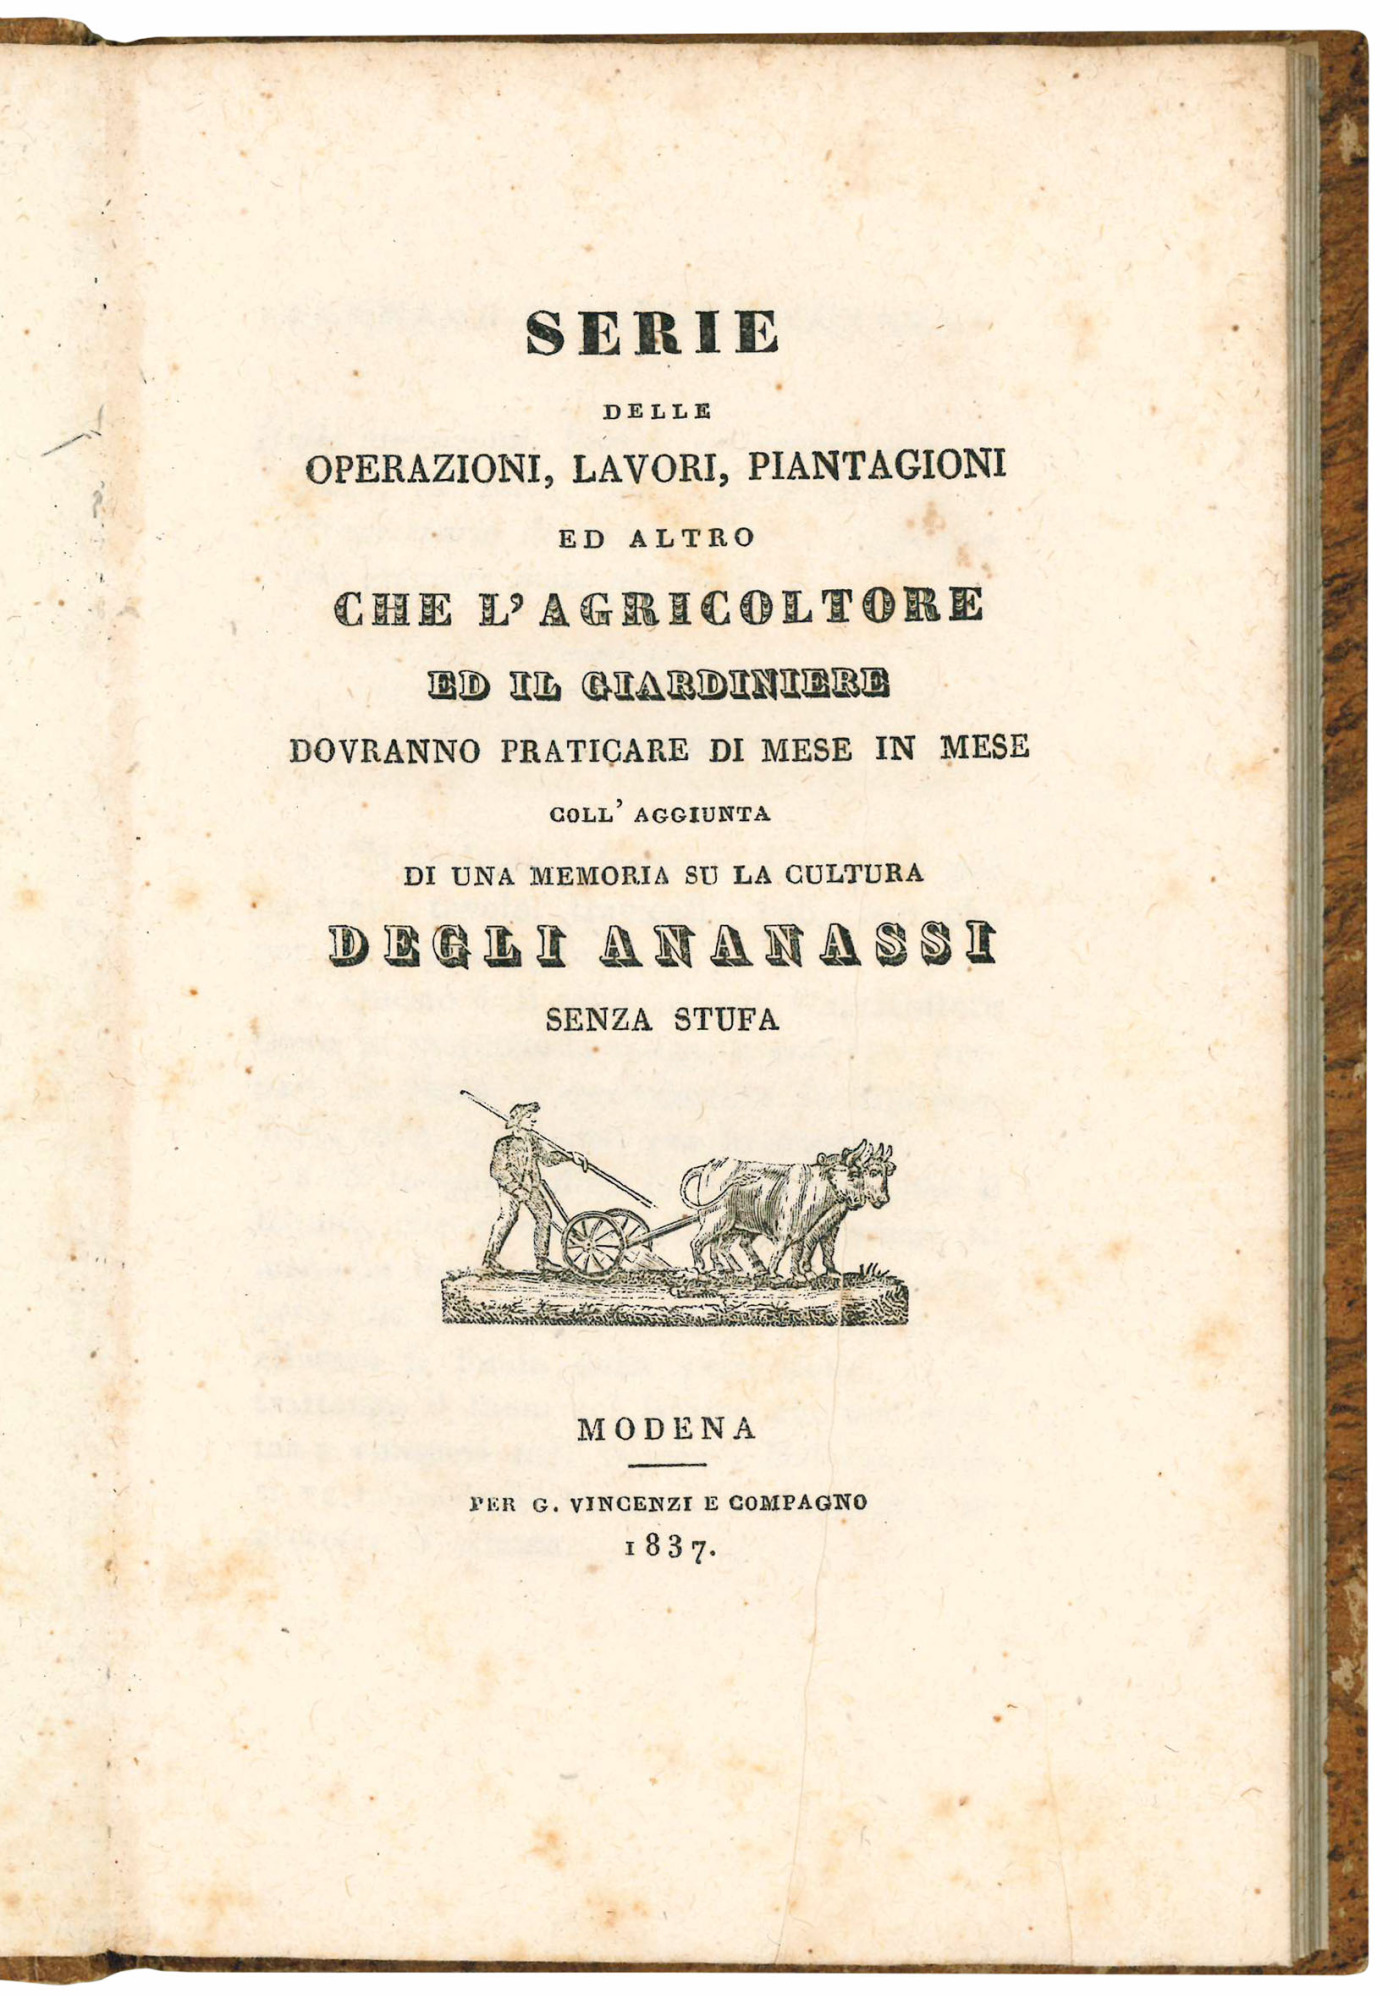 SERIE
DELLE
OPERAZIONI, LAVORI, PIANTAGIONI
ED ALTRO
CHE L'AGRICOLTORE
ED IL GIARDINIERE
DOVRANNO PRATICARE DI MESE IN MESE
COLL' AGGIUNTA
DI UNA MEMORIA SU LA CULTURA
DEGLI ANANASSI
SENZA STUFA
MODENA
PER G. VINCENZI E COMPAGNO
1837.